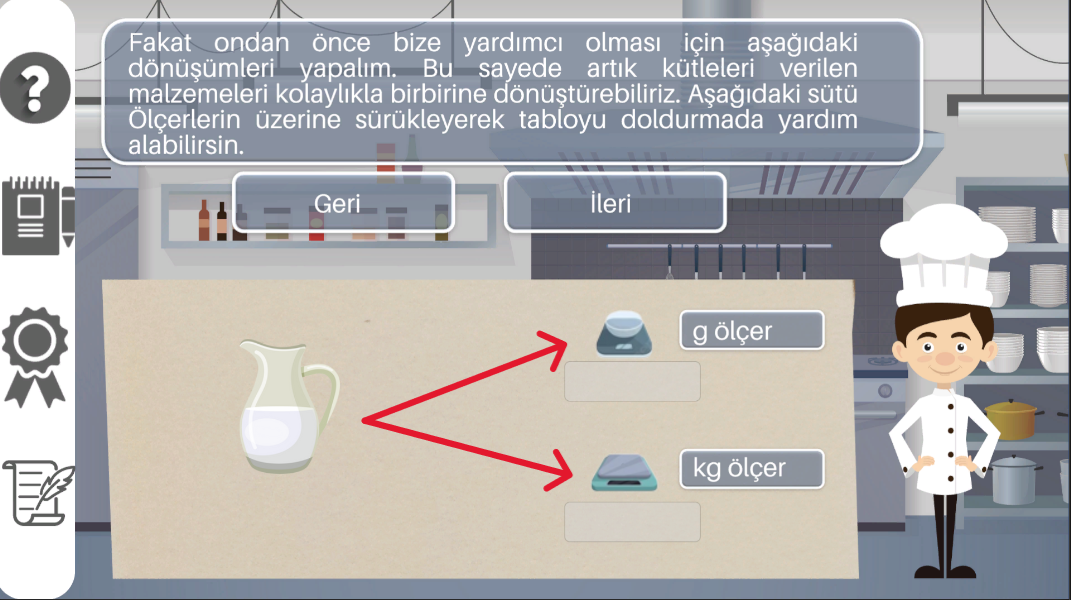 Fakat ondan önce bize yardımcı olması için aşağıdaki
dönüşümleri yapalım. Bu sayede artık kütleleri verilen
malzemeleri kolaylıkla birbirine dönüştürebiliriz. Aşağıdaki sütü
Ölçerlerin üzerine sürükleyerek tabloyu doldurmada yardım
alabilirsin.
Geri
İleri
g ölçer
kg ölçer